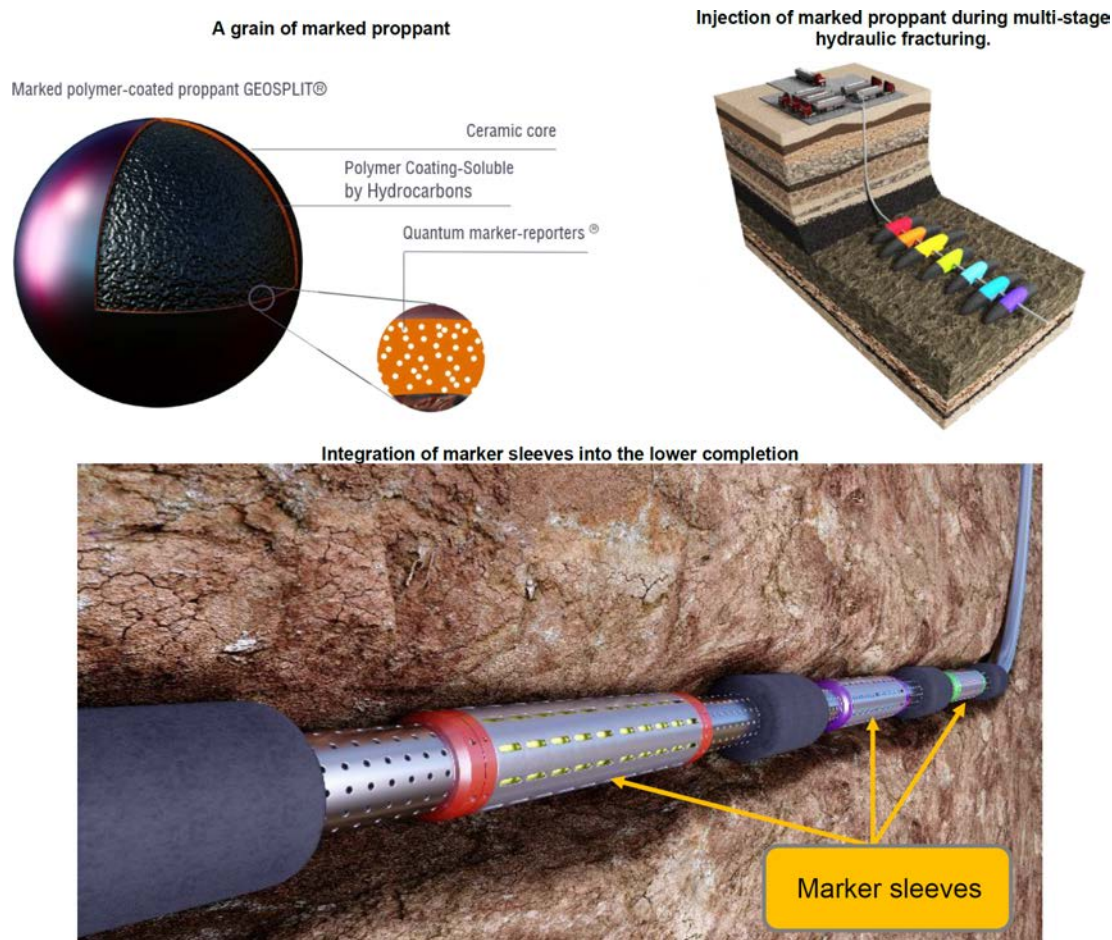 A grain of marked proppant
Injection of marked proppant during multi-stage
hydraulic fracturing.
Marked polymer-coated proppant GEOSPLIT®
Ceramic core
Polymer Coating-Soluble
by Hydrocarbons
Quantum marker-reporters ®
Integration of marker sleeves into the lower completion
Marker sleeves